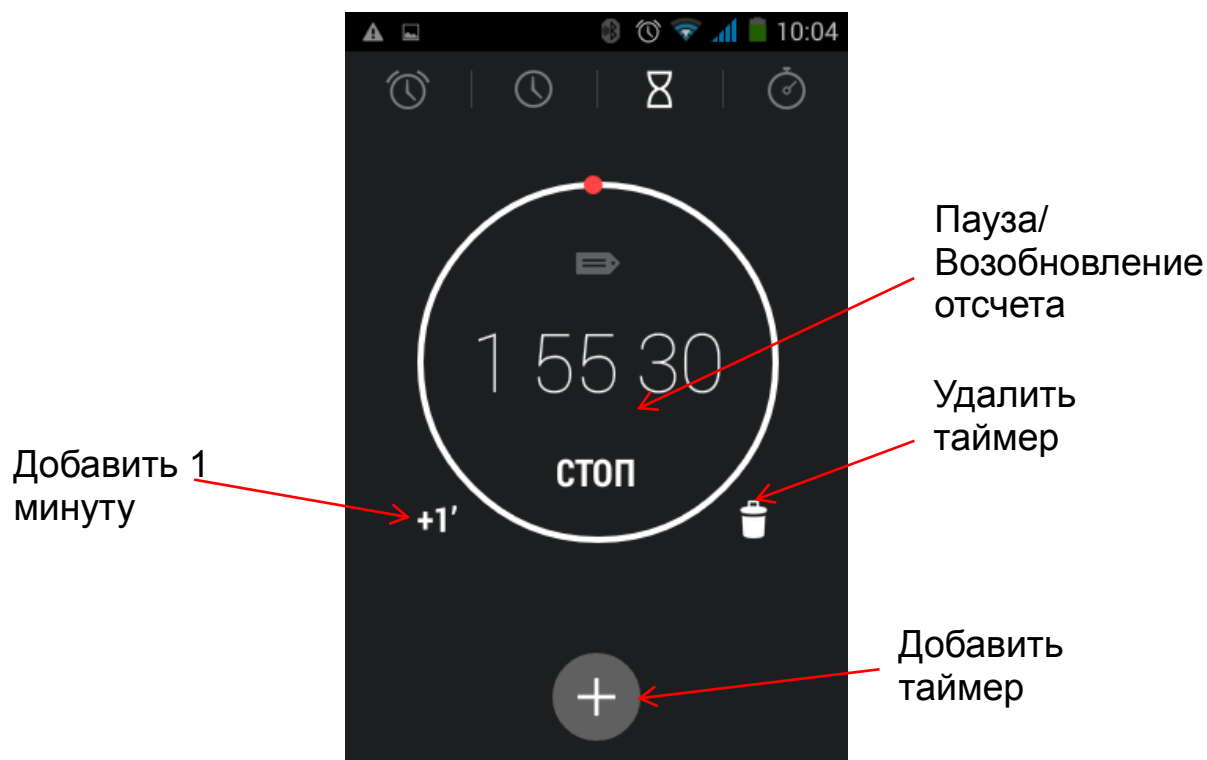 10:04
Пауза/
Возобновление
отсчета
1 55 30
Удалить
таймер
Добавить 1
минуту
СТОП
+1′
Добавить
таймер